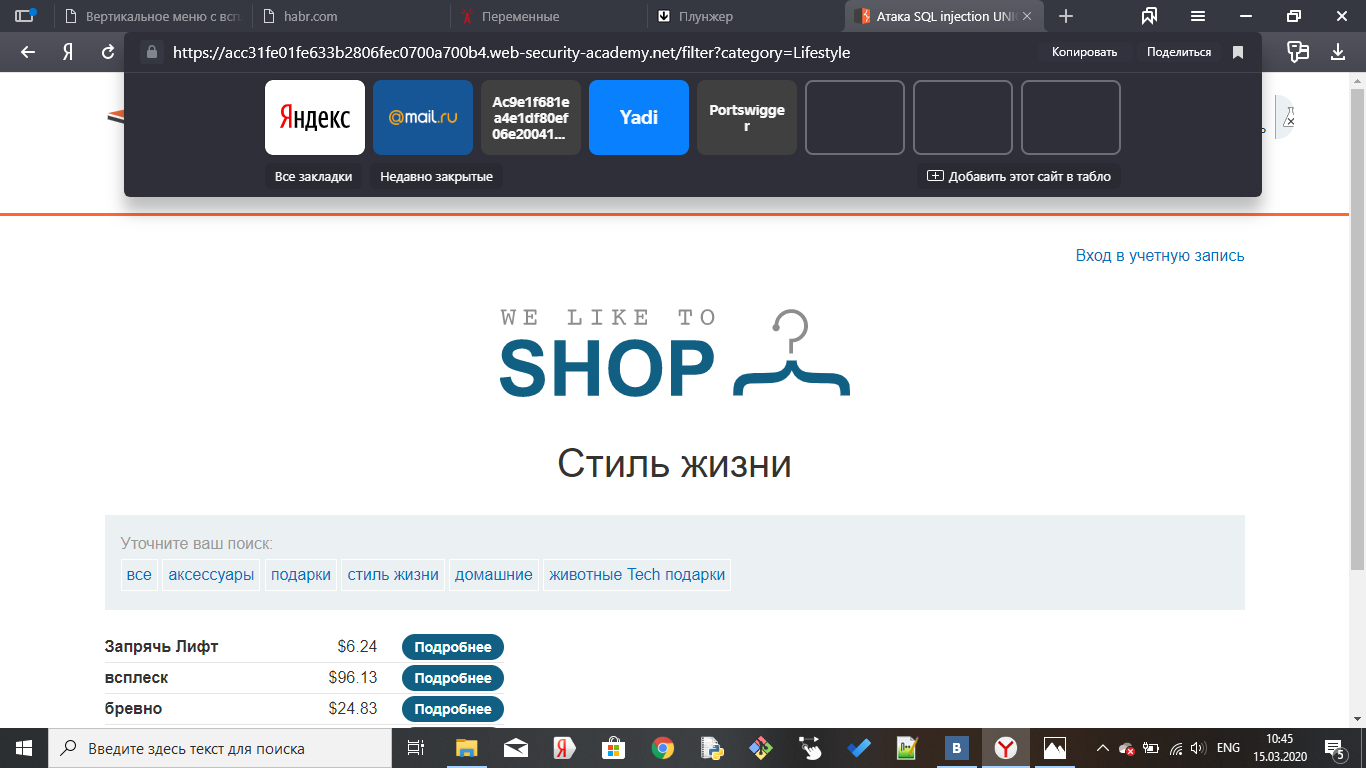 Вертикальное меню с вспл
habr.com
Переменные
Плунжер
Атака SQL injection UNI
https://acc31fe01fe633b2806fec0700a700b4.web-security-academy.net/filter?category=Lifestyle
Копировать
Поделиться
Яндекс
@mail.ru
Ac9e1f681e
a4e1df80ef
06e20041...
Yadi
Portswigge
r
Все закладки
Недавно закрытые
Добавить этот сайт в табло
Вход в учетную запись
WE LIKE TO
SHOP
Стиль жизни
Уточните ваш поиск:
все аксессуары подарки стиль жизни домашние животные Tech подарки
Запрячь Лифт $6.24 Подробнее
всплеск $96.13 Подробнее
бревно $24.83 Подробнее
Введите здесь текст для поиска
ENG
10:45
15.03.2020
5